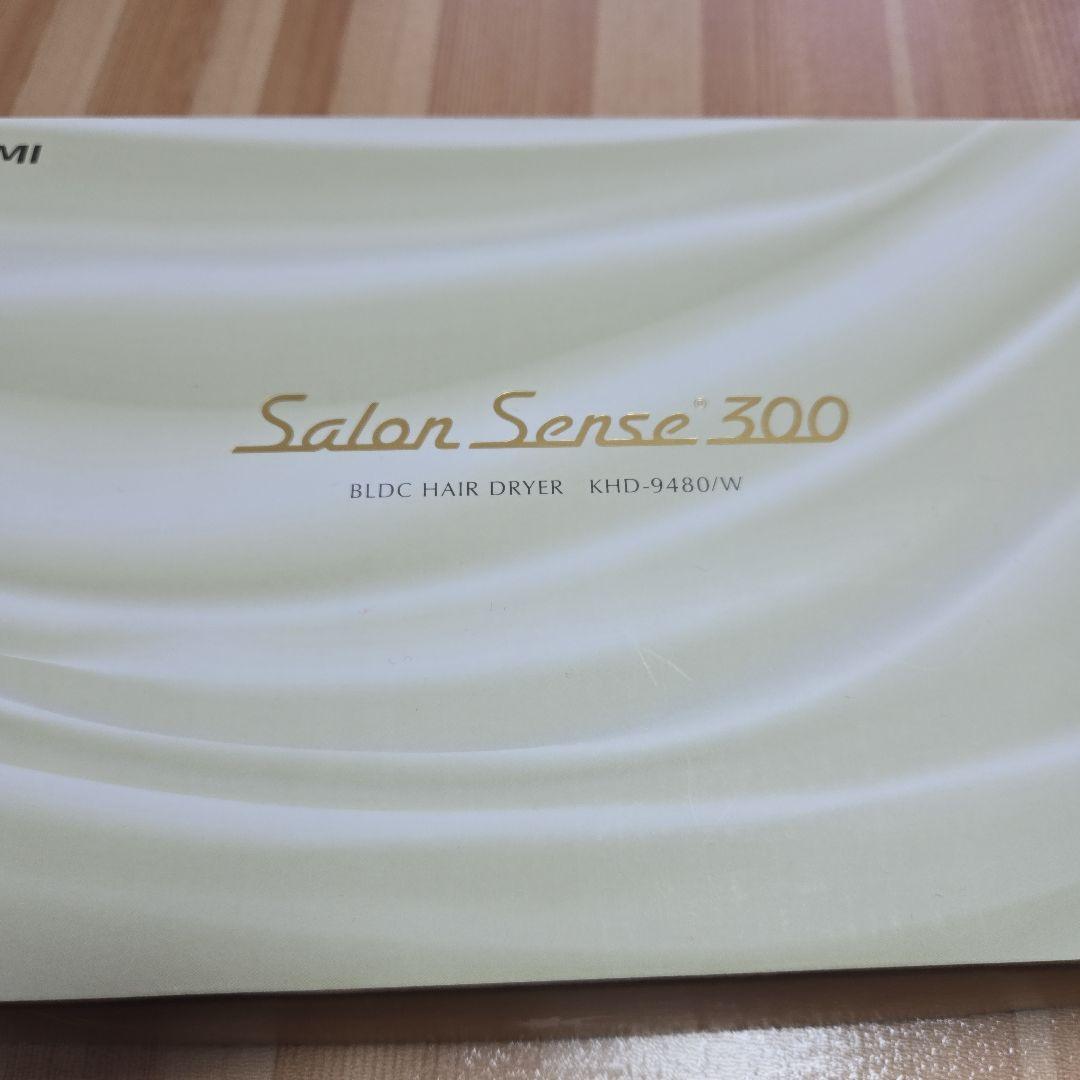 MI
Salon Sense® 300
BLDC HAIR DRYER KHD-9480/W